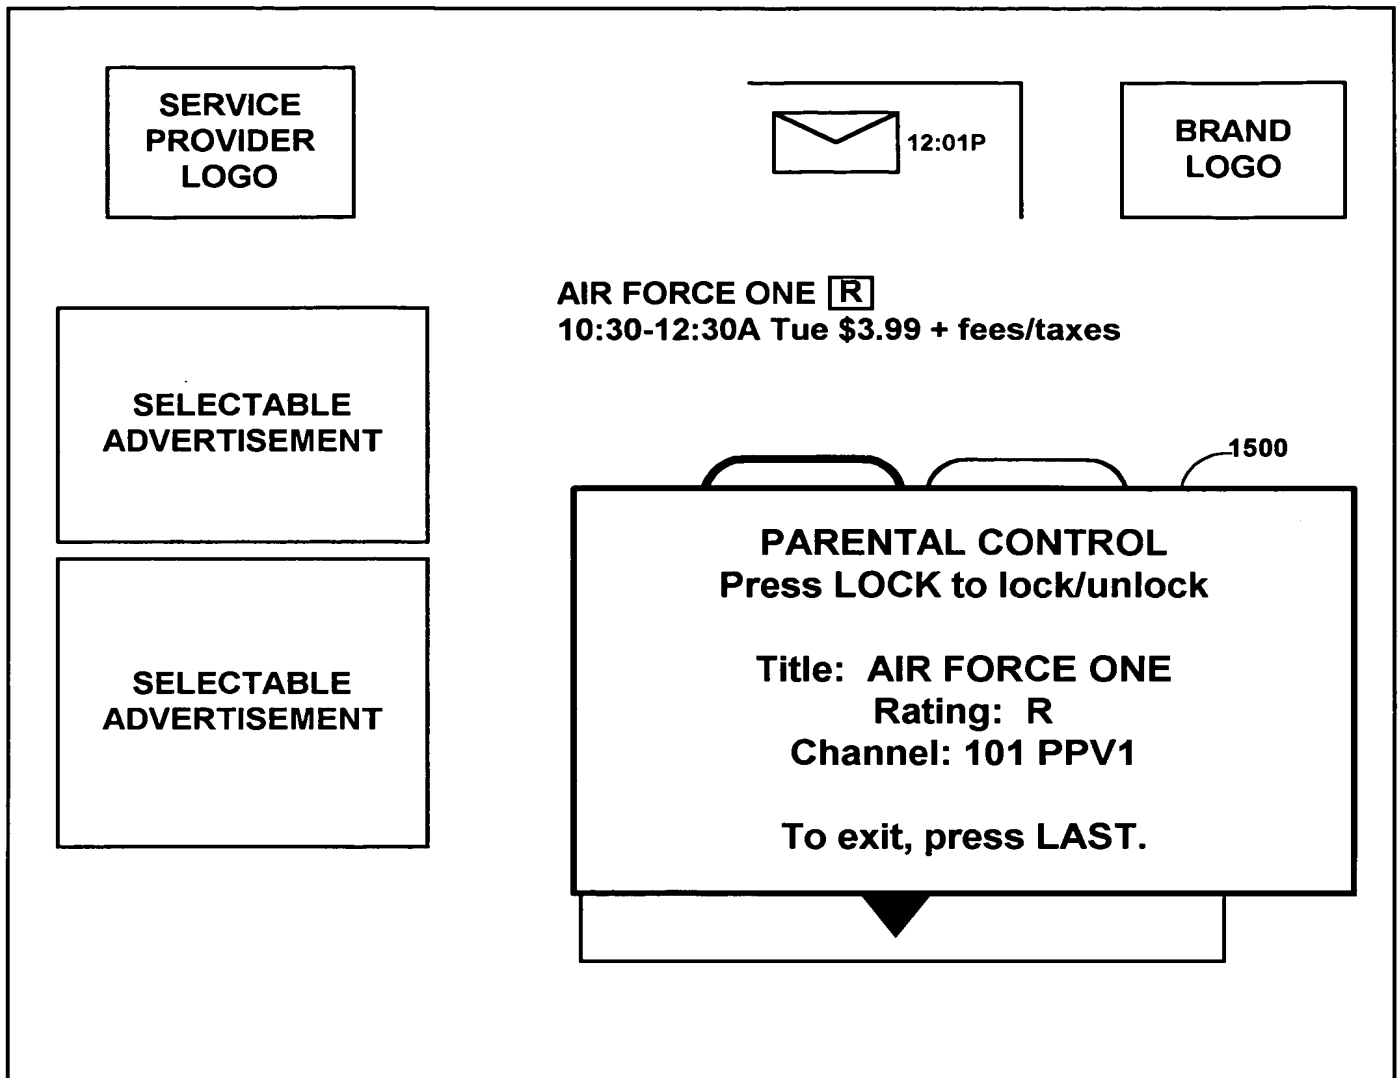 SERVICE
PROVIDER
LOGO
12:01P
BRAND
LOGO
AIR FORCE ONE R
10:30-12:30A Tue $3.99 + fees/taxes
SELECTABLE
ADVERTISEMENT
1500
PARENTAL CONTROL
Press LOCK to lock/unlock
Title: AIR FORCE ONE
Rating: R
Channel: 101 PPV1
To exit, press LAST.
SELECTABLE
ADVERTISEMENT